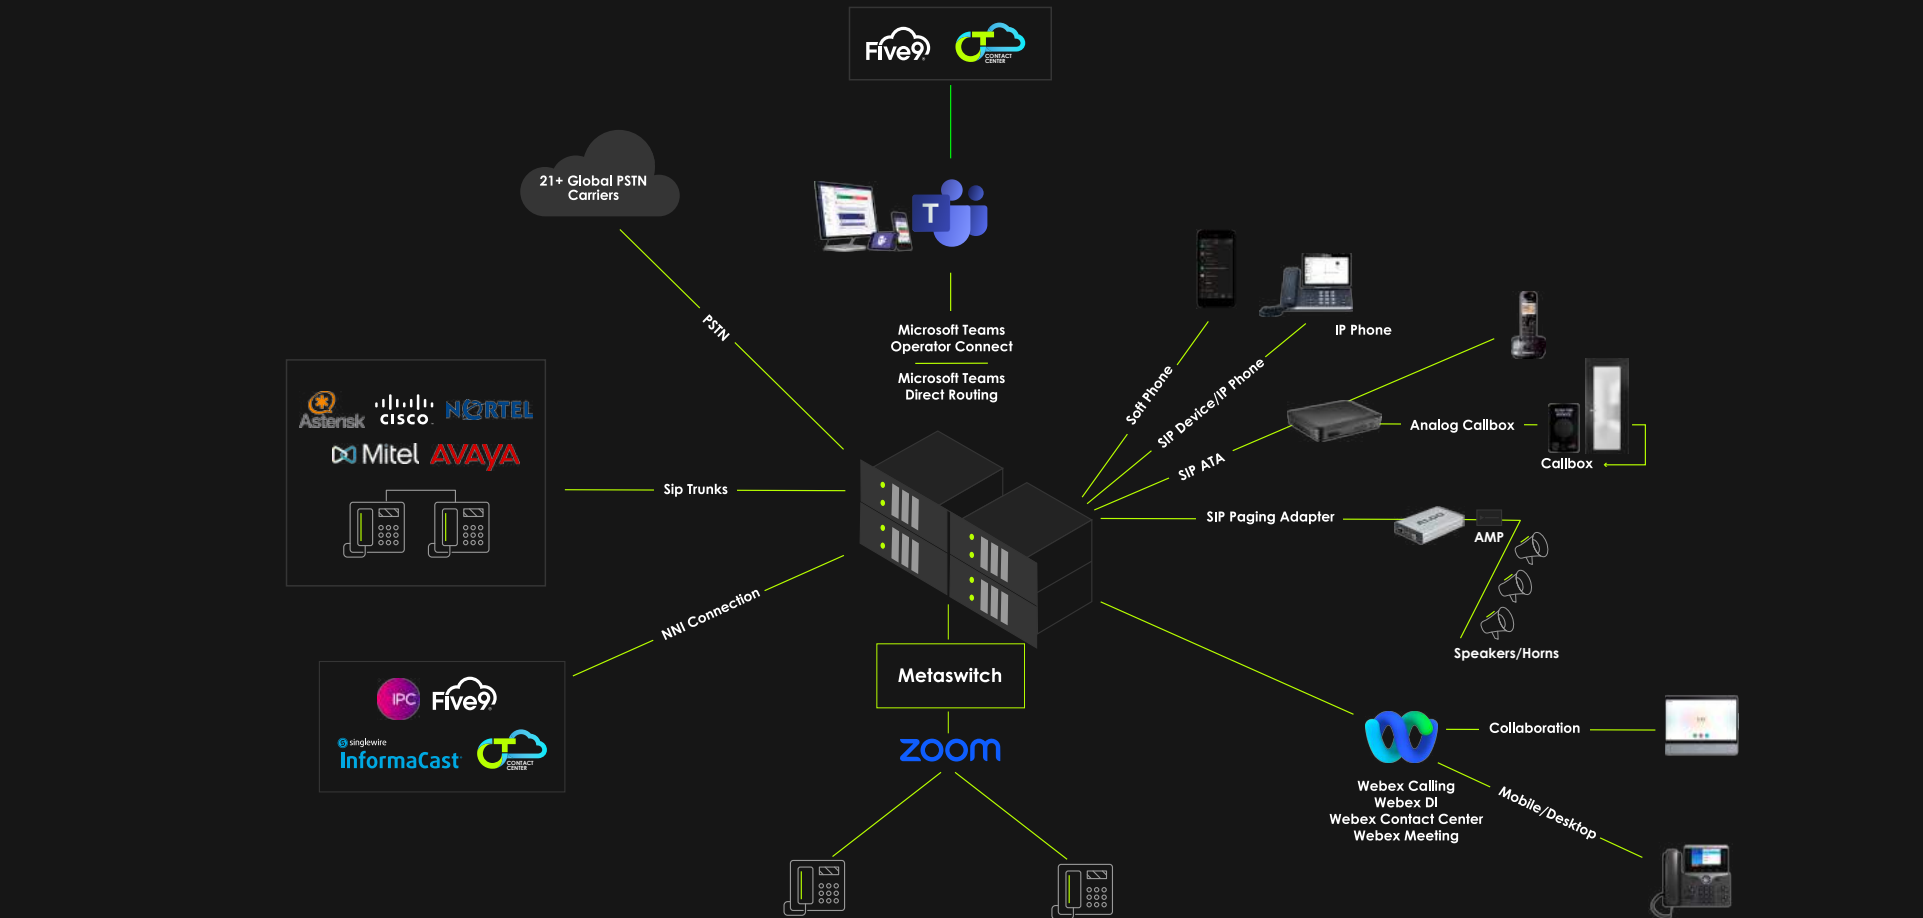 Five9
CT
CONTACT
CENTER
21+ Global PSTN
Carriers
T
PSTN
Microsoft Teams
Operator Connect
Microsoft Teams
Direct Routing
Soft Phone
SIP Device/IP Phone
IP Phone
SIP ATA
Analog Callbox
Callbox
Asterisk
CISCO
NORTEL
Mitel
AVAYA
Sip Trunks
SIP Paging Adapter
ALGO
AMP
Speakers/Horns
NNI Connection
Metaswitch
IPC
Five9
singlewire
InformaCast
CT
CONTACT
CENTER
zoom
Collaboration
Webex Calling
Webex DI
Webex Contact Center
Webex Meeting
Mobile/Desktop